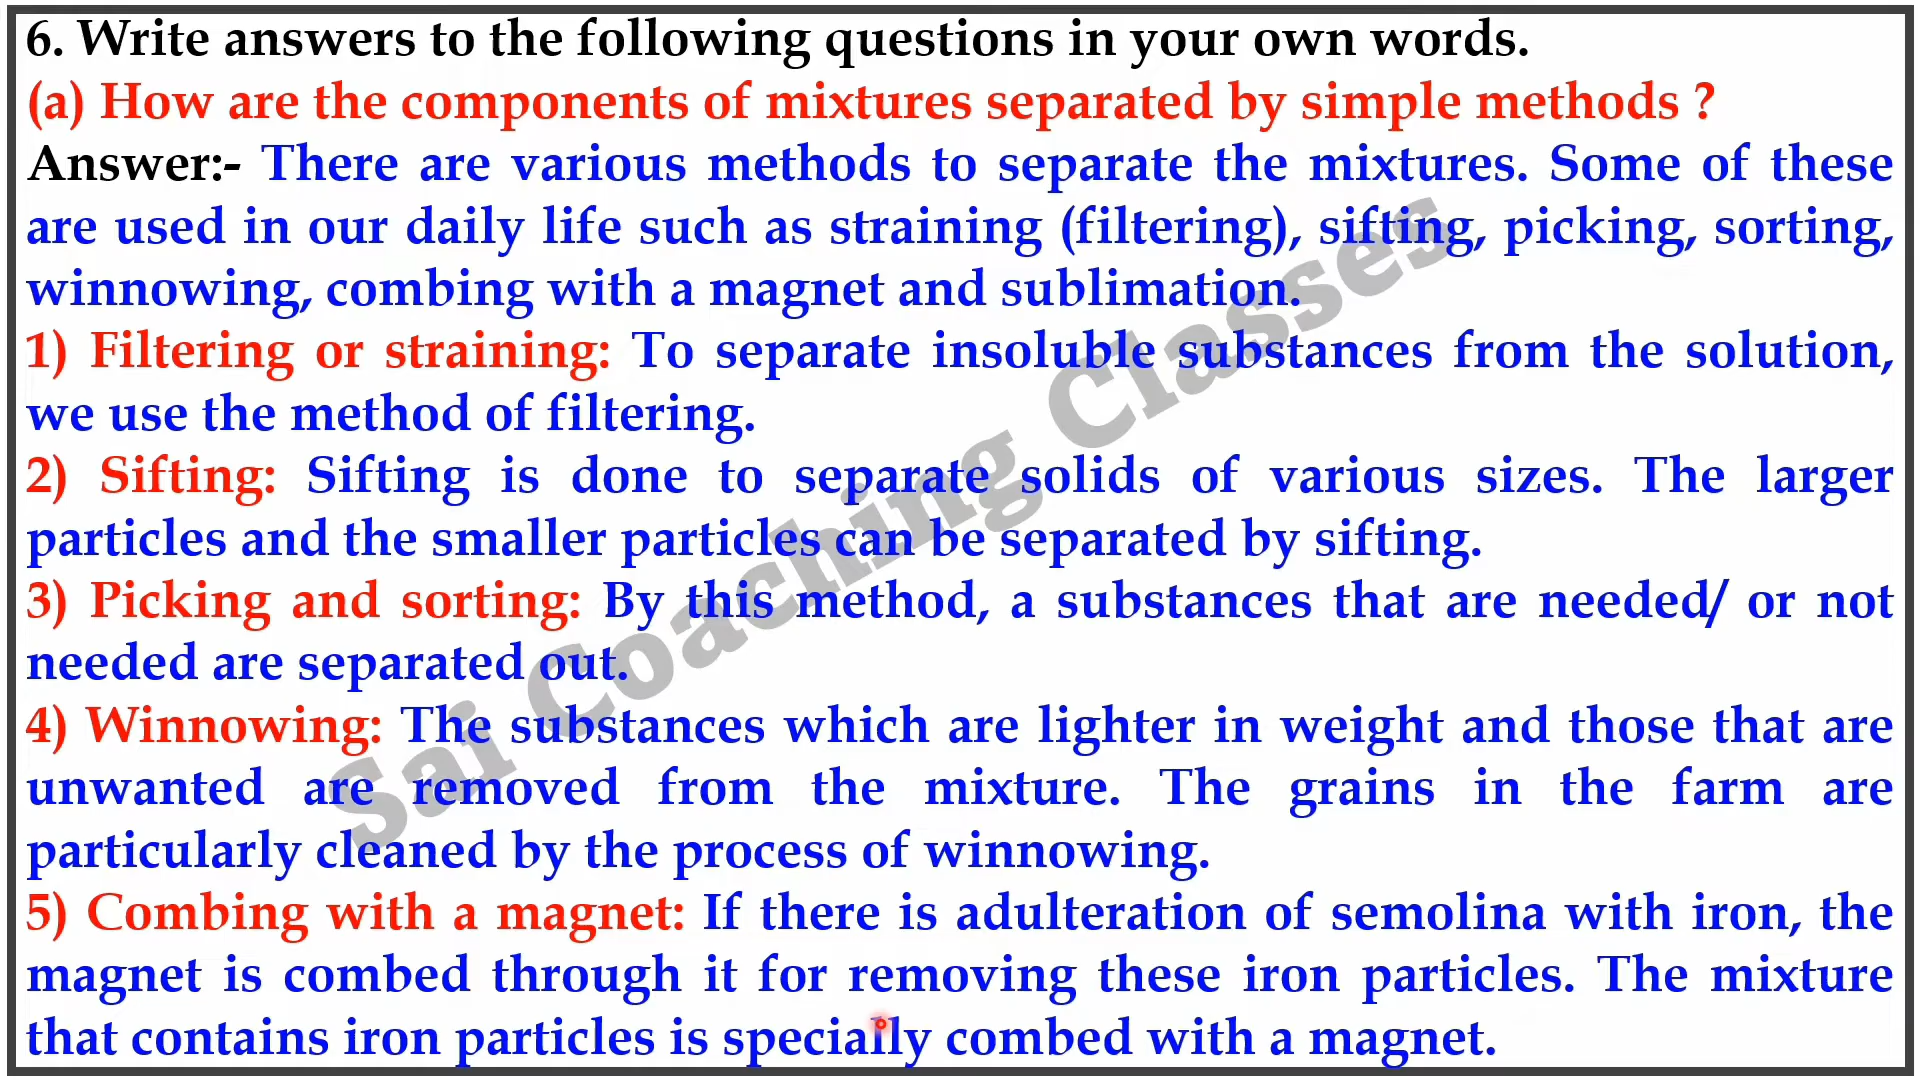 6. Write answers to the following questions in your own words.
(a) How are the components of mixtures separated by simple methods ?
Answer:- There are various methods to separate the mixtures. Some of these
are used in our daily life such as straining (filtering), sifting, picking, sorting,
winnowing, combing with a magnet and sublimation.
1) Filtering or straining: To separate insoluble substances from the solution,
we use the method of filtering.
2) Sifting: Sifting is done to separate solids of various sizes. The larger
particles and the smaller particles can be separated by sifting.
3) Picking and sorting: By this method, a substances that are needed/ or not
needed are separated out.
4) Winnowing: The substances which are lighter in weight and those that are
unwanted are removed from the mixture. The grains in the farm are
particularly cleaned by the process of winnowing.
5) Combing with a magnet: If there is adulteration of semolina with iron, the
magnet is combed through it for removing these iron particles. The mixture
that contains iron particles is specially combed with a magnet.
Sai Coaching Classes